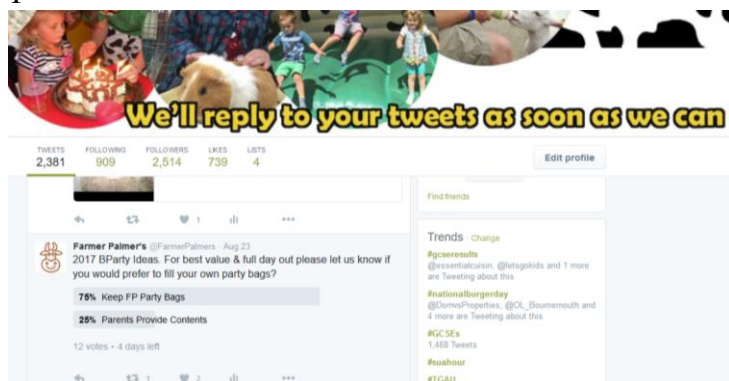 We'll reply to your tweets as soon as we can
TWEETS FOLLOWING FOLLOWERS LIKES LISTS
2,381 909 2,514 739 4
Edit profile
1
Farmer Palmer's @FarmerPalmers · Aug 23
2017 BParty Ideas. For best value & full day out please let us know if
you would prefer to fill your own party bags?
75% Keep FP Party Bags
25% Parents Provide Contents
12 votes • 4 days left
1 2
Find friends
Trends · Change
#gcseresults
@essentialcuisin, @letsgokids and 1 more
are Tweeting about this
#nationalburgerday
@DomvsProperties, @OL_Bournemouth and
4 more are Tweeting about this
#GCSEs
1,468 Tweets
#suahour